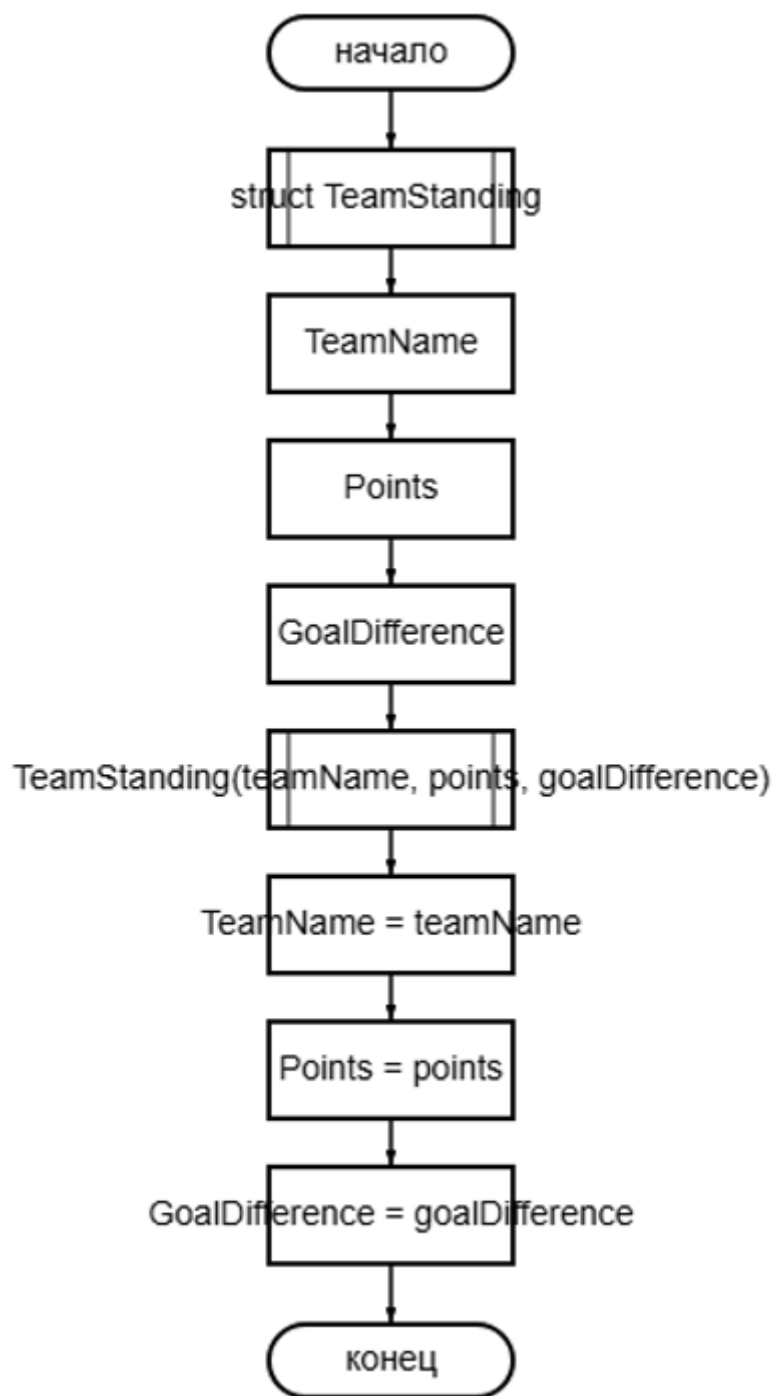 начало
struct TeamStanding
TeamName
Points
GoalDifference
TeamStanding(teamName, points, goalDifference)
TeamName = teamName
Points = points
GoalDifference = goalDifference
конец